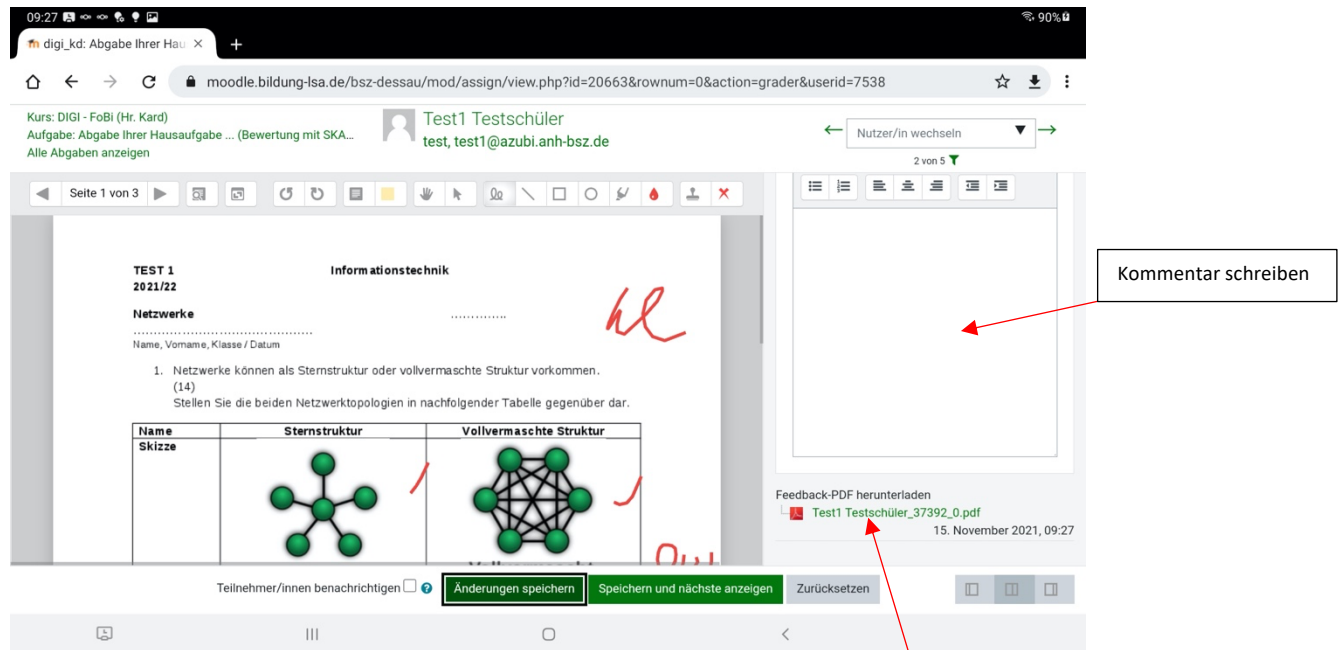 09:27
90%
digi_kd: Abgabe Ihrer Hau
moodle.bildung-lsa.de/bsz-dessau/mod/assign/view.php?id=20663&rownum=0&action=grader&userid=7538
Kurs: DIGI - FoBi (Hr. Kard)
Aufgabe: Abgabe Ihrer Hausaufgabe ... (Bewertung mit SKA...
Alle Abgaben anzeigen
Test1 Testschüler
test, test1@azubi.anh-bsz.de
Nutzer/in wechseln
2 von 5
Seite 1 von 3
TEST 1 Informationstechnik
2021/22
Netzwerke ..............
..........................................
Name, Vorname, Klasse / Datum
1. Netzwerke können als Sternstruktur oder vollvermaschte Struktur vorkommen.
(14)
Stellen Sie die beiden Netzwerktopologien in nachfolgender Tabelle gegenüber dar.
Name Sternstruktur Vollvermaschte Struktur
Skizze
Kommentar schreiben
Feedback-PDF herunterladen
Test1 Testschüler_37392_0.pdf
15. November 2021, 09:27
Teilnehmer/innen benachrichtigen
Änderungen speichern
Speichern und nächste anzeigen
Zurücksetzen